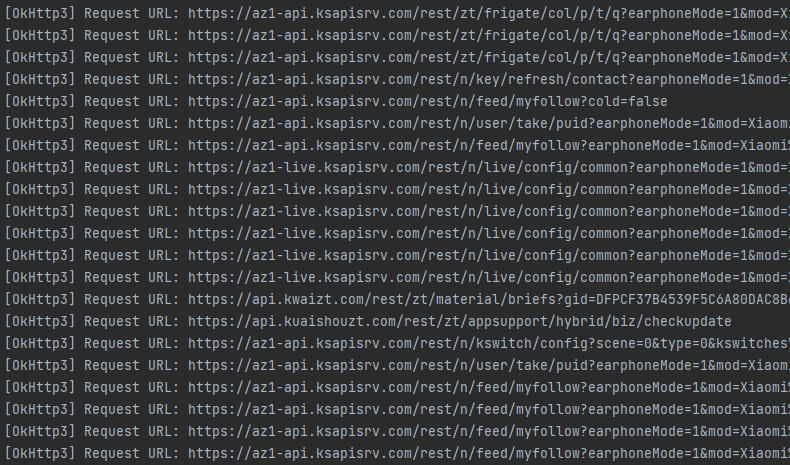 [OkHttp3] Request URL: https://az1-api.ksapisrv.com/rest/zt/frigate/col/p/t/q?earphoneMode=1&mod=Xi
[OkHttp3] Request URL: https://az1-api.ksapisrv.com/rest/zt/frigate/col/p/t/q?earphoneMode=1&mod=Xi
[OkHttp3] Request URL: https://az1-api.ksapisrv.com/rest/zt/frigate/col/p/t/q?earphoneMode=1&mod=Xi
[OkHttp3] Request URL: https://az1-api.ksapisrv.com/rest/n/key/refresh/contact?earphoneMode=1&mod=X
[OkHttp3] Request URL: https://az1-api.ksapisrv.com/rest/n/feed/myfollow?cold=false
[OkHttp3] Request URL: https://az1-api.ksapisrv.com/rest/n/user/take/puid?earphoneMode=1&mod=Xiaomi
[OkHttp3] Request URL: https://az1-api.ksapisrv.com/rest/n/feed/myfollow?earphoneMode=1&mod=Xiaomi%
[OkHttp3] Request URL: https://az1-live.ksapisrv.com/rest/n/live/config/common?earphoneMode=1&mod=X
[OkHttp3] Request URL: https://az1-live.ksapisrv.com/rest/n/live/config/common?earphoneMode=1&mod=X
[OkHttp3] Request URL: https://az1-live.ksapisrv.com/rest/n/live/config/common?earphoneMode=1&mod=X
[OkHttp3] Request URL: https://az1-live.ksapisrv.com/rest/n/live/config/common?earphoneMode=1&mod=X
[OkHttp3] Request URL: https://az1-live.ksapisrv.com/rest/n/live/config/common?earphoneMode=1&mod=X
[OkHttp3] Request URL: https://az1-live.ksapisrv.com/rest/n/live/config/common?earphoneMode=1&mod=X
[OkHttp3] Request URL: https://api.kwaizt.com/rest/zt/material/briefs?gid=DFPCF37B4539F5C6A80DAC8B6
[OkHttp3] Request URL: https://api.kuaishouzt.com/rest/zt/appsupport/hybrid/biz/checkupdate
[OkHttp3] Request URL: https://az1-api.ksapisrv.com/rest/n/kswitch/config?scene=0&type=0&kswitches%
[OkHttp3] Request URL: https://az1-api.ksapisrv.com/rest/n/user/take/puid?earphoneMode=1&mod=Xiaomi
[OkHttp3] Request URL: https://az1-api.ksapisrv.com/rest/n/feed/myfollow?earphoneMode=1&mod=Xiaomi%
[OkHttp3] Request URL: https://az1-api.ksapisrv.com/rest/n/feed/myfollow?earphoneMode=1&mod=Xiaomi%
[OkHttp3] Request URL: https://az1-api.ksapisrv.com/rest/n/feed/myfollow?earphoneMode=1&mod=Xiaomi%
[OkHttp3] Request URL: https://az1-api.ksapisrv.com/rest/n/feed/myfollow?earphoneMode=1&mod=Xiaomi%